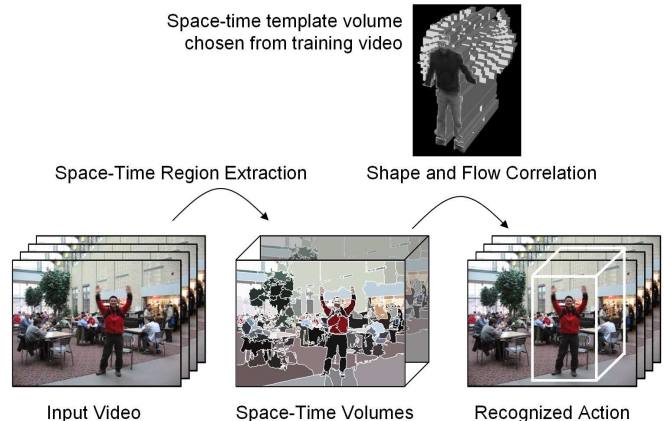 Space-time template volume
chosen from training video
Space-Time Region Extraction
Shape and Flow Correlation
Input Video
Space-Time Volumes
Recognized Action